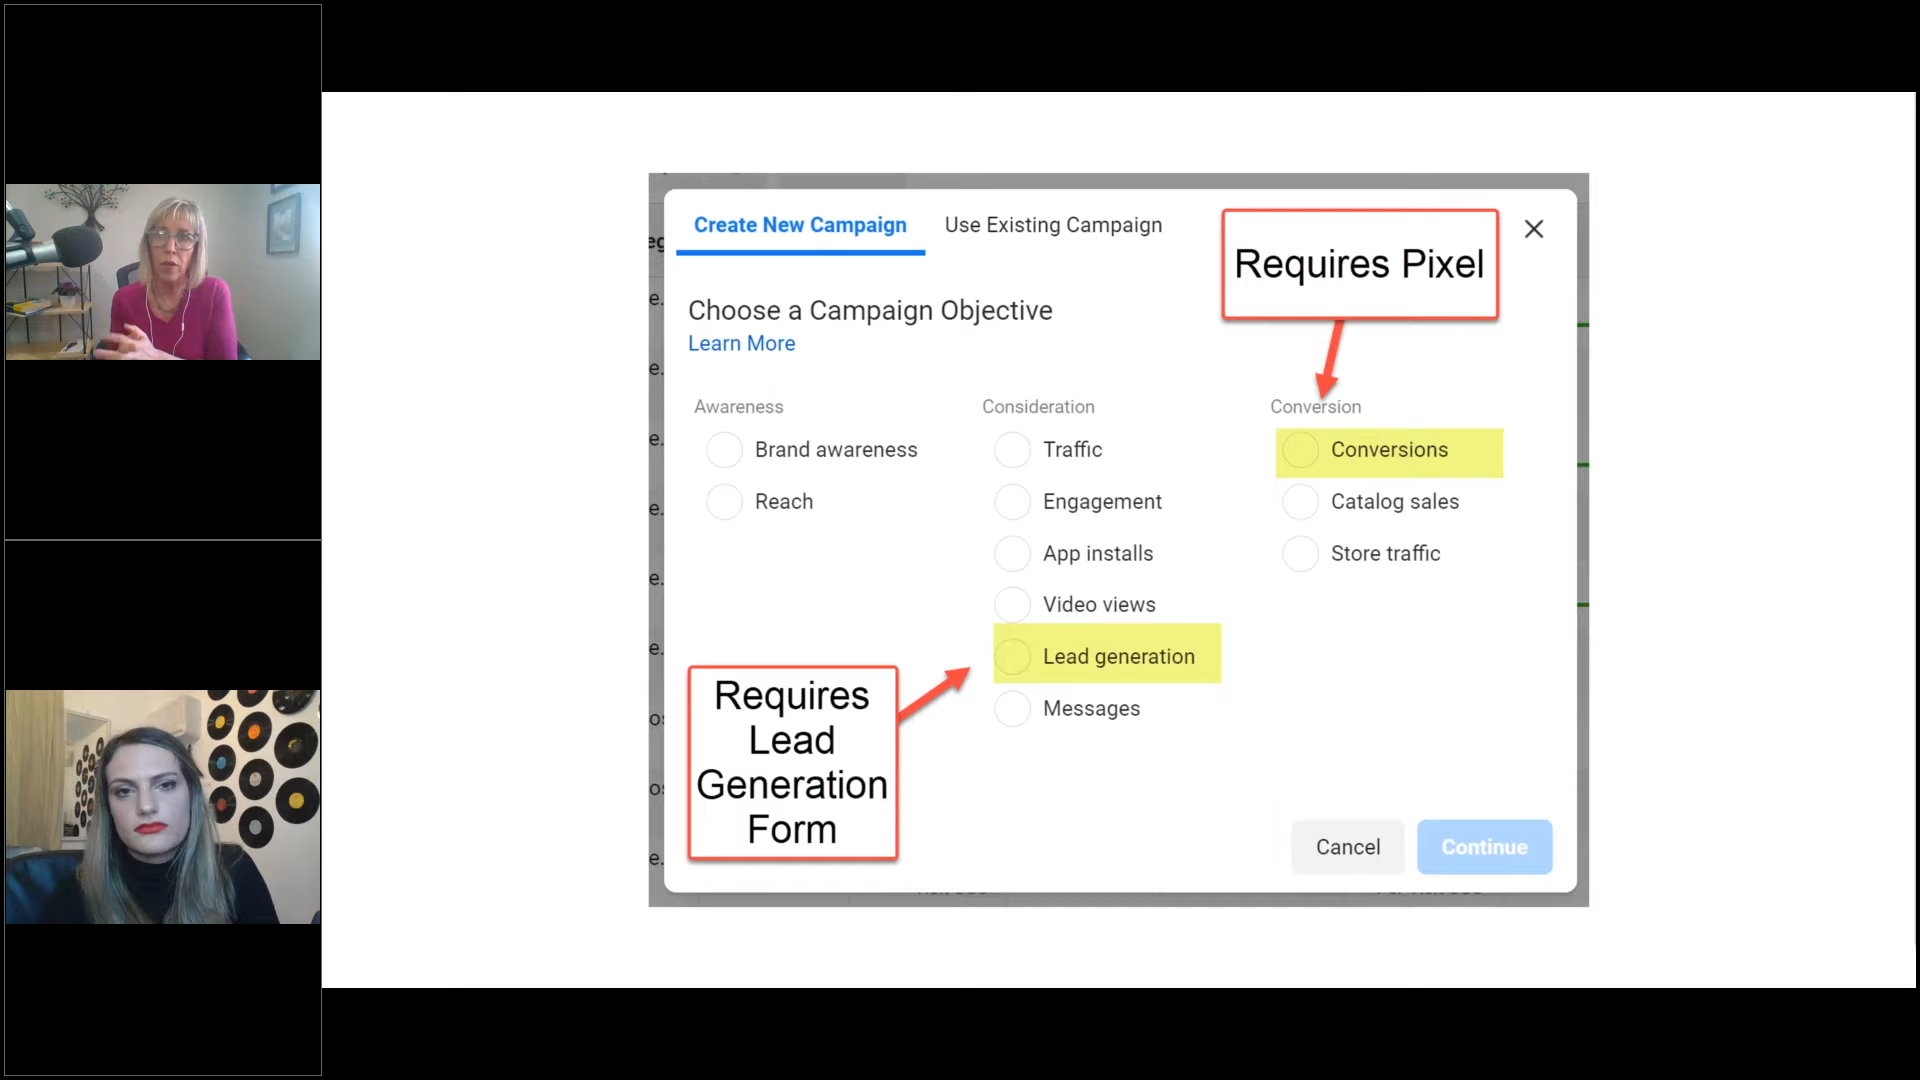 Create New Campaign
Use Existing Campaign
Requires Pixel
Choose a Campaign Objective
Learn More
Awareness
Brand awareness
Reach
Consideration
Traffic
Engagement
App installs
Video views
Lead generation
Messages
Conversion
Conversions
Catalog sales
Store traffic
Requires
Lead
Generation
Form
Cancel
Continue